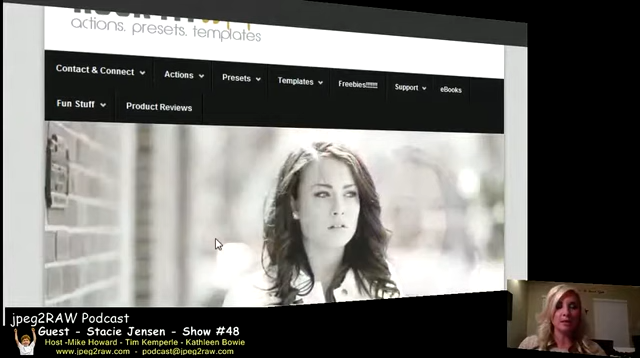 actions. presets. templates
Contact & Connect Actions Presets Templates Freebies!!!!!! Support eBooks
Fun Stuff Product Reviews
jpeg2RAW Podcast
Guest - Stacie Jensen - Show #48
Host -Mike Howard - Tim Kemperle - Kathleen Bowie
www.jpeg2raw.com - podcast@jpeg2raw.com